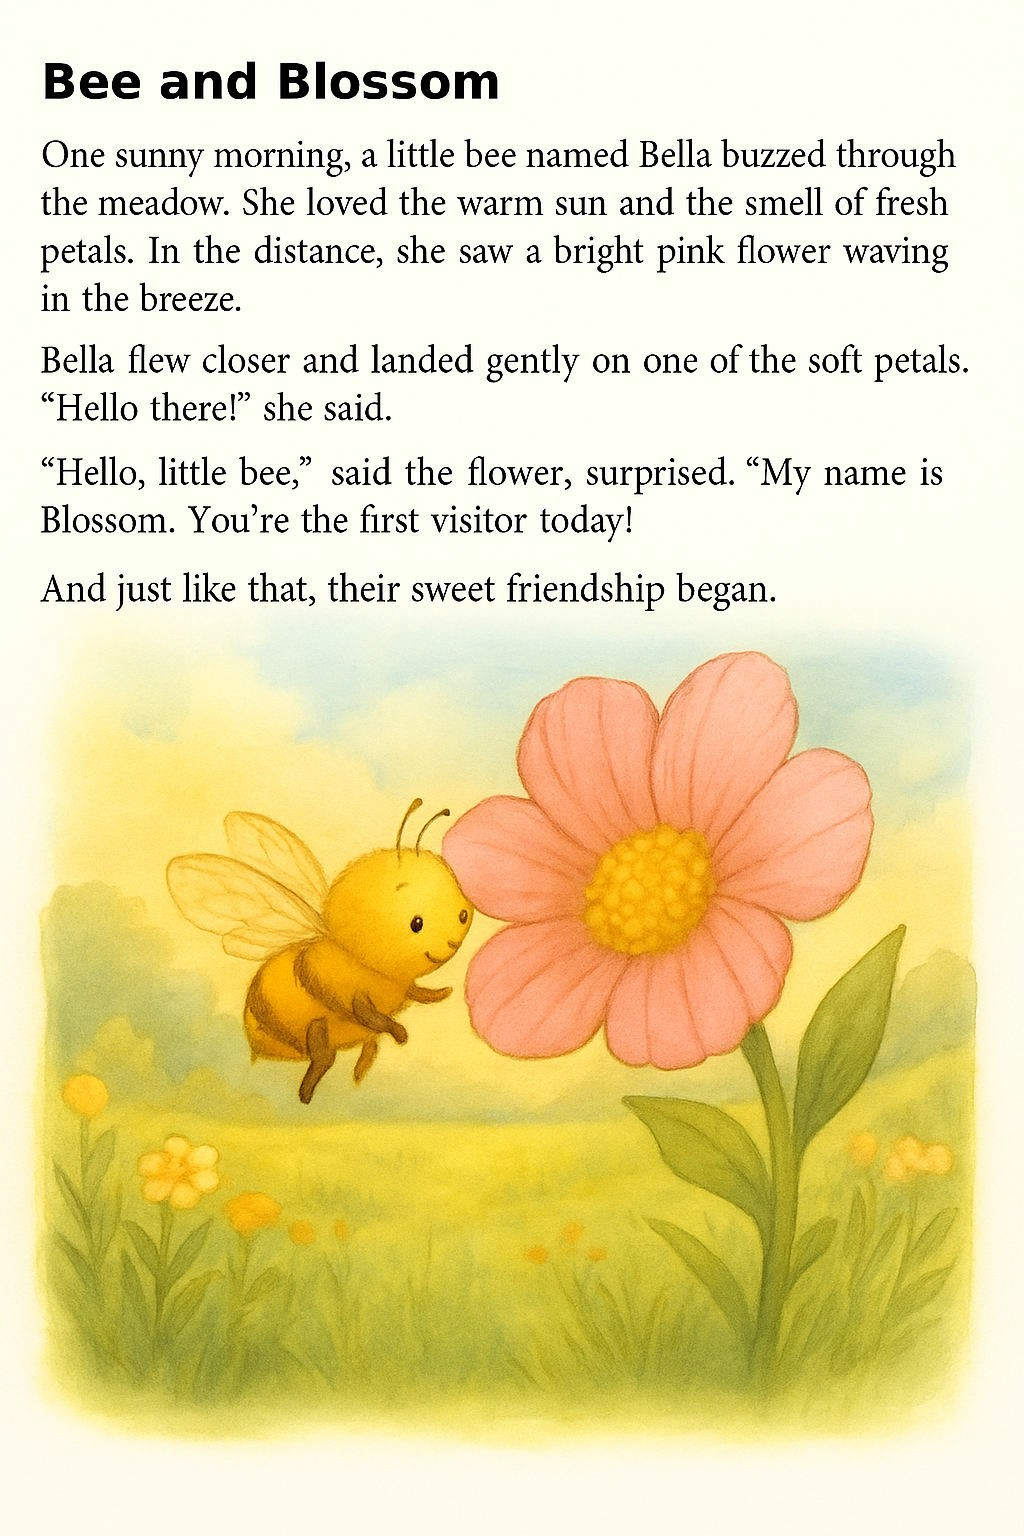 Bee and Blossom
One sunny morning, a little bee named Bella buzzed through
the meadow. She loved the warm sun and the smell of fresh
petals. In the distance, she saw a bright pink flower waving
in the breeze.
Bella flew closer and landed gently on one of the soft petals.
“Hello there!” she said.
“Hello, little bee,” said the flower, surprised. “My name is
Blossom. You’re the first visitor today!
And just like that, their sweet friendship began.